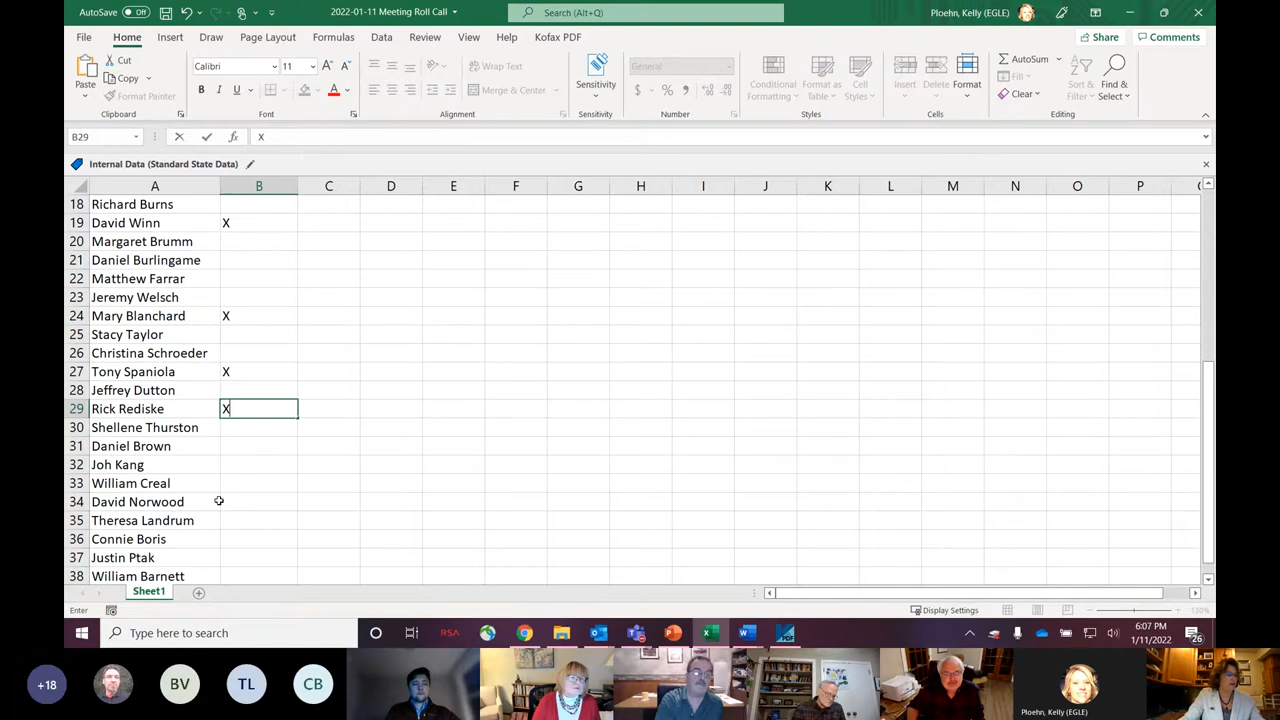 AutoSave Off 2022-01-11 Meeting Roll Call Search (Alt+Q) Ploehn, Kelly (EGLE)
File Home Insert Draw Page Layout Formulas Data Review View Help Kofax PDF Share Comments
Paste Cut Copy Format Painter Clipboard
Calibri 11 B I U A Font
Wrap Text Merge & Center Alignment
Sensitivity Sensitivity
General $ % Number
Conditional Formatting Format as Table Cell Styles Styles
Insert Delete Format Cells
AutoSum Fill Clear Sort & Filter Find & Select Editing
B29 fx X
Internal Data (Standard State Data)
A B C D E F G H I J K L M N O P
18 Richard Burns
19 David Winn X
20 Margaret Brumm
21 Daniel Burlingame
22 Matthew Farrar
23 Jeremy Welsch
24 Mary Blanchard X
25 Stacy Taylor
26 Christina Schroeder
27 Tony Spaniola X
28 Jeffrey Dutton
29 Rick Rediske X
30 Shellene Thurston
31 Daniel Brown
32 Joh Kang
33 William Creal
34 David Norwood
35 Theresa Landrum
36 Connie Boris
37 Justin Ptak
38 William Barnett
Sheet1
Enter Display Settings 150%
Type here to search RSA PDF 6:07 PM
1/11/2022 26
+18 BV TL CB
Ploehn, Kelly (EGLE)